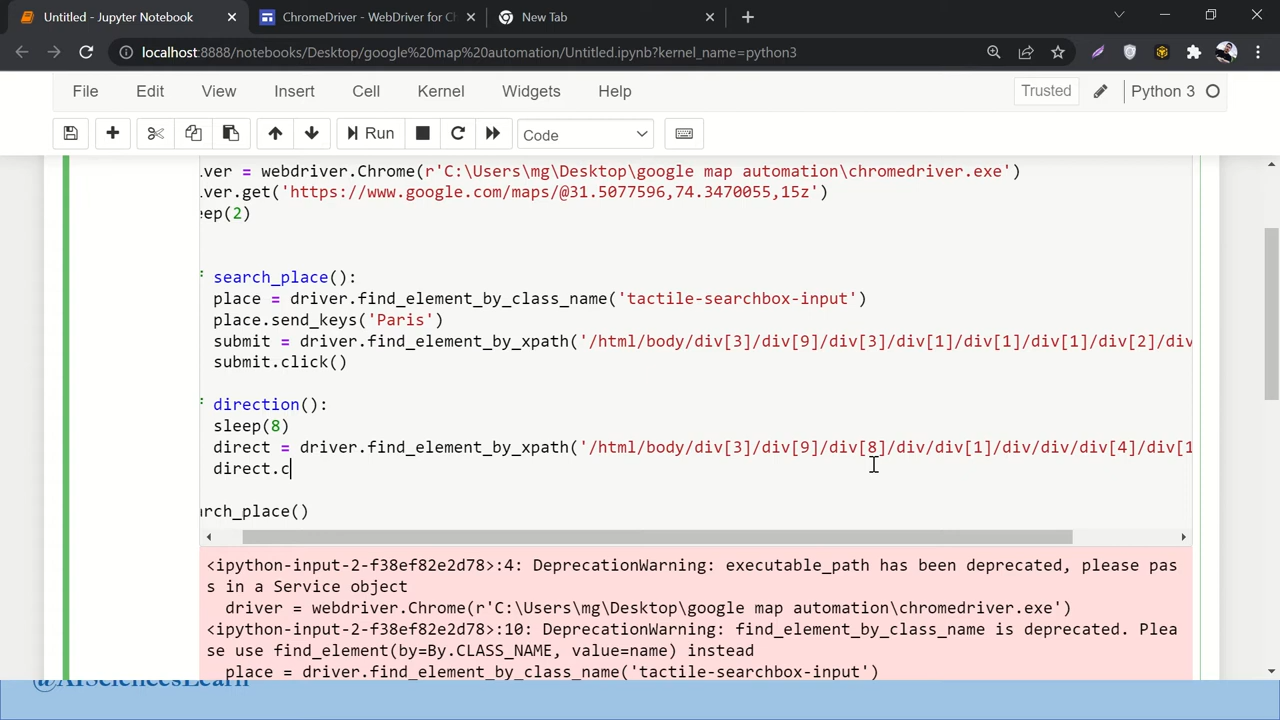 Untitled - Jupyter Notebook
ChromeDriver - WebDriver for C
New Tab
localhost:8888/notebooks/Desktop/google%20map%20automation/Untitled.ipynb?kernel_name=python3
File Edit View Insert Cell Kernel Widgets Help
Trusted
Python 3
Run
Code
iver = webdriver.Chrome(r'C:\Users\mg\Desktop\google map automation\chromedriver.exe')
iver.get('https://www.google.com/maps/@31.5077596,74.3470055,15z')
eep(2)
search_place():
place = driver.find_element_by_class_name('tactile-searchbox-input')
place.send_keys('Paris')
submit = driver.find_element_by_xpath('/html/body/div[3]/div[9]/div[3]/div[1]/div[1]/div[1]/div[2]/div
submit.click()
direction():
sleep(8)
direct = driver.find_element_by_xpath('/html/body/div[3]/div[9]/div[8]/div/div[1]/div/div/div[4]/div[1
direct.c
arch_place()
<ipython-input-2-f38ef82e2d78>:4: DeprecationWarning: executable_path has been deprecated, please pas
s in a Service object
driver = webdriver.Chrome(r'C:\Users\mg\Desktop\google map automation\chromedriver.exe')
<ipython-input-2-f38ef82e2d78>:10: DeprecationWarning: find_element_by_class_name is deprecated. Plea
se use find_element(by=By.CLASS_NAME, value=name) instead
place = driver.find_element_by_class_name('tactile-searchbox-input')
@AISciencesLearn